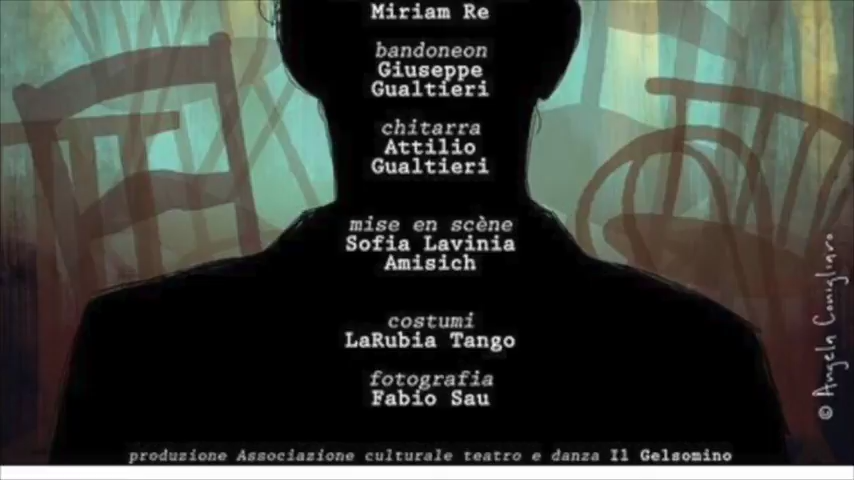 Miriam Re
bandoneon
Giuseppe
Gualtieri
chitarra
Attilio
Gualtieri
mise en scène
Sofia Lavinia
Amisich
costumi
LaRubia Tango
fotografia
Fabio Sau
produzione Associazione culturale teatro e danza Il Gelsomino
© Angela Conigliaro